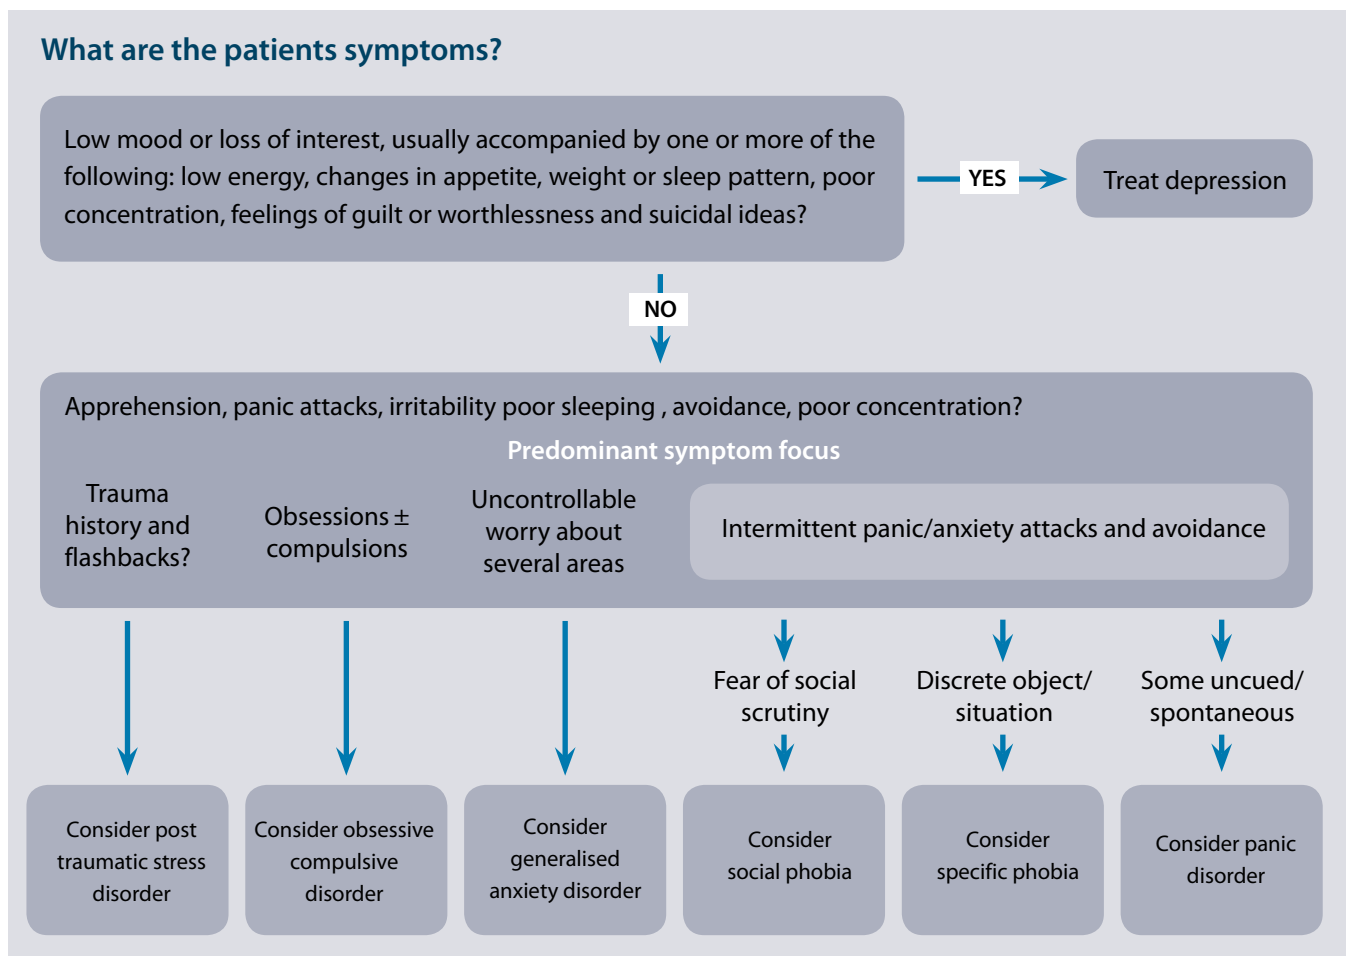 What are the patients symptoms?
Low mood or loss of interest, usually accompanied by one or more of the
following: low energy, changes in appetite, weight or sleep pattern, poor
concentration, feelings of guilt or worthlessness and suicidal ideas?
YES
Treat depression
NO
Apprehension, panic attacks, irritability poor sleeping , avoidance, poor concentration?
Predominant symptom focus
Trauma
history and
flashbacks?
Obsessions ±
compulsions
Uncontrollable
worry about
several areas
Intermittent panic/anxiety attacks and avoidance
Fear of social
scrutiny
Discrete object/
situation
Some uncued/
spontaneous
Consider post
traumatic stress
disorder
Consider obsessive
compulsive
disorder
Consider
generalised
anxiety disorder
Consider
social phobia
Consider
specific phobia
Consider panic
disorder